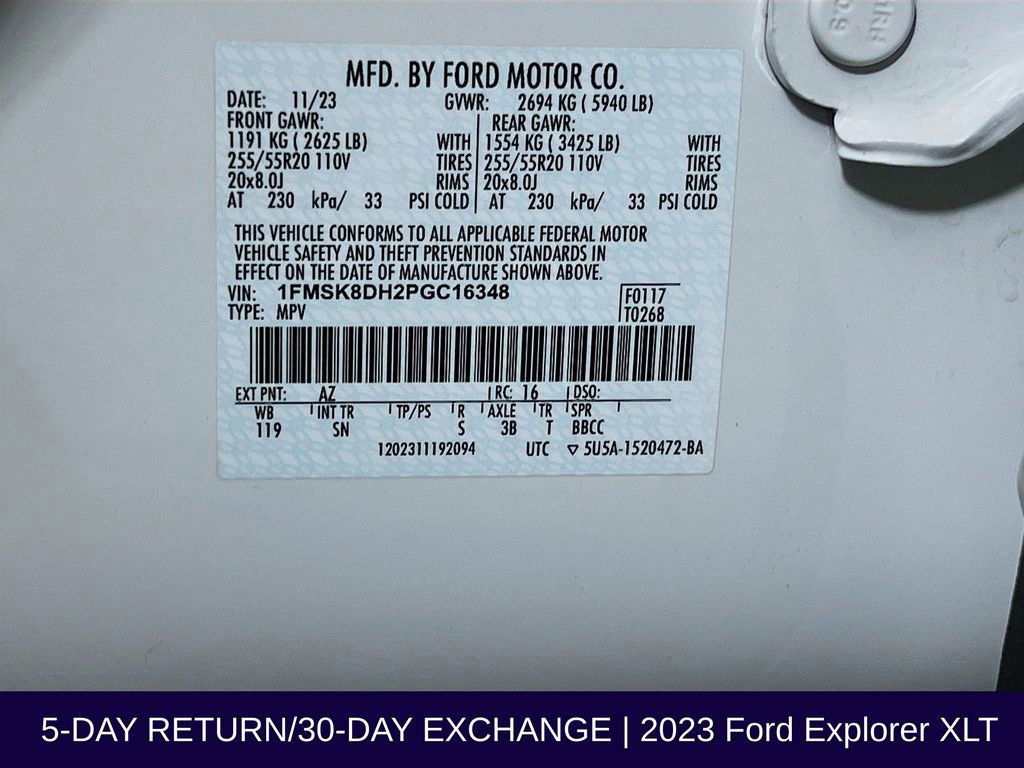 MFD. BY FORD MOTOR CO.
DATE: 11/23 GVWR: 2694 KG ( 5940 LB)
FRONT GAWR: REAR GAWR:
1191 KG ( 2625 LB) WITH 1554 KG ( 3425 LB) WITH
255/55R20 110V TIRES 255/55R20 110V TIRES
20x8.0J RIMS 20x8.0J RIMS
AT 230 kPa/ 33 PSI COLD AT 230 kPa/ 33 PSI COLD
THIS VEHICLE CONFORMS TO ALL APPLICABLE FEDERAL MOTOR
VEHICLE SAFETY AND THEFT PREVENTION STANDARDS IN
EFFECT ON THE DATE OF MANUFACTURE SHOWN ABOVE.
VIN: 1FMSK8DH2PGC16348 F0117
TYPE: MPV T0268
EXT PNT: AZ RC: 16 DSO:
WB INT TR TP/PS R AXLE TR SPR
119 SN S 3B T BBCC
1202311192094 UTC ▽ 5U5A-1520472-BA
5-DAY RETURN/30-DAY EXCHANGE | 2023 Ford Explorer XLT